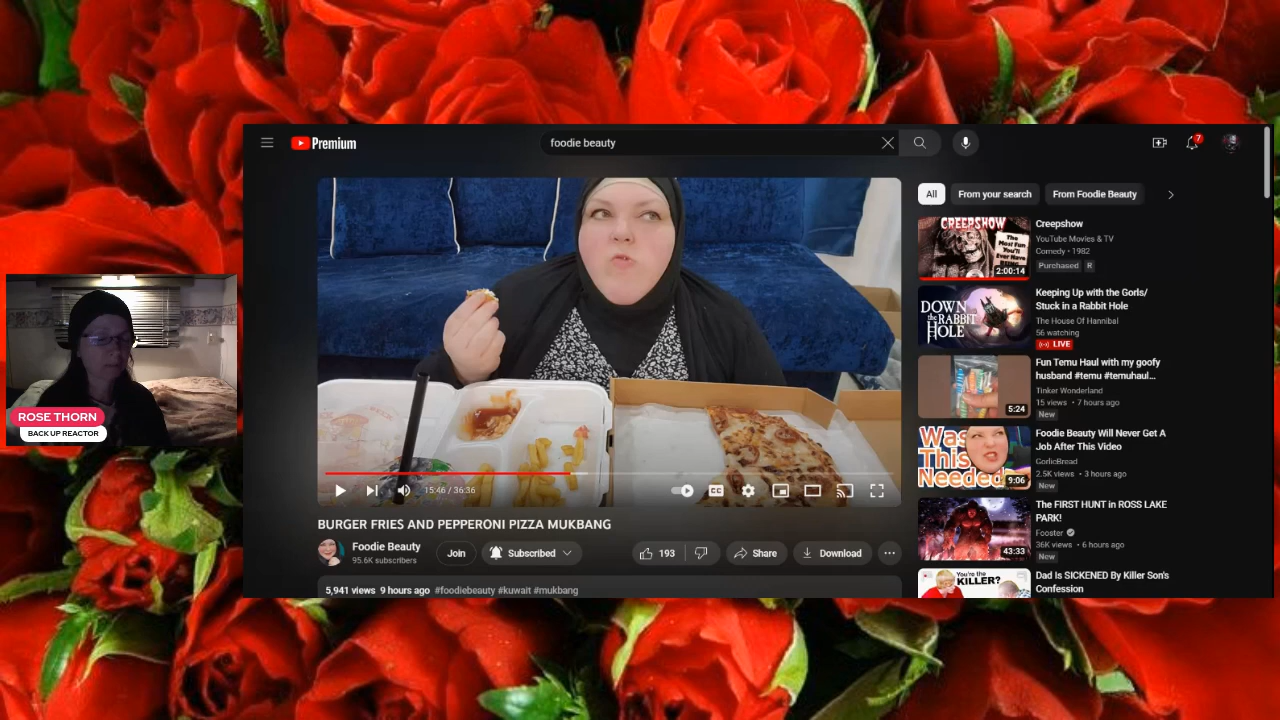 Premium
foodie beauty
7
All
From your search
From Foodie Beauty
CREEPSHOW
The
Most Fun
You'll
Ever Have
BEING
2:00:14
Creepshow
YouTube Movies & TV
Comedy • 1982
Purchased R
DOWN
the RABBIT
HOLE
Keeping Up with the Gorls/
Stuck in a Rabbit Hole
The House Of Hannibal
56 watching
LIVE
5:24
Fun Temu Haul with my goofy
husband #temu #temuhaul...
Tinker Wonderland
15 views • 7 hours ago
New
Was
This
Needed
9:06
Foodie Beauty Will Never Get A
Job After This Video
GorlicBread
2.5K views • 3 hours ago
New
43:33
The FIRST HUNT in ROSS LAKE
PARK!
Fooster
36K views • 6 hours ago
New
You're the
KILLER?
Dad Is SICKENED By Killer Son's
Confession
15:46 / 36:36
CC
BURGER FRIES AND PEPPERONI PIZZA MUKBANG
Foodie Beauty
95.6K subscribers
Join
Subscribed
193
Share
Download
5,941 views 9 hours ago #foodiebeauty #kuwait #mukbang
ROSE THORN
BACK UP REACTOR